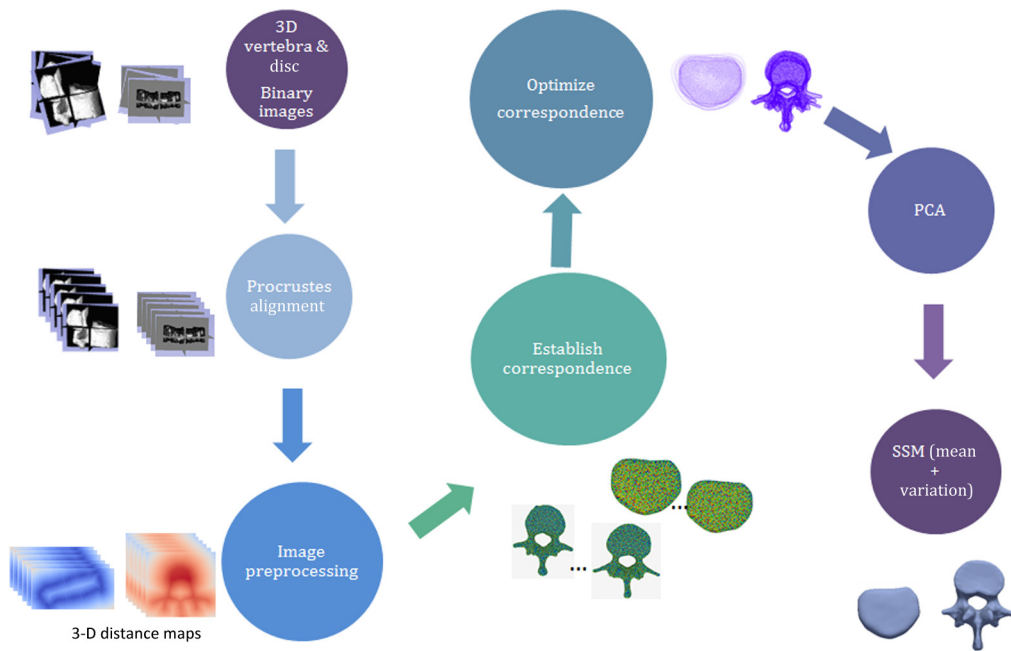 3D
vertebra &
disc
Binary
images
Procrustes
alignment
Image
preprocessing
3-D distance maps
Establish
correspondence
...
...
Optimize
correspondence
PCA
SSM (mean
+
variation)